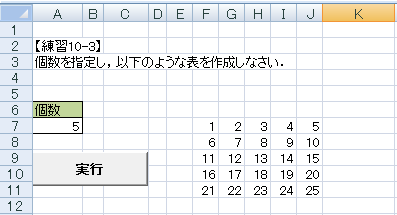 A B C D E F G H I J K
1
2 【練習10-3】
3 個数を指定し，以下のような表を作成しなさい．
4
5
6 個数
7 5 1 2 3 4 5
8 6 7 8 9 10
9 11 12 13 14 15
実行
10 16 17 18 19 20
11 21 22 23 24 25
12